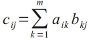 c_{ij} = \sum_{k=1}^{m} a_{ik} b_{kj}